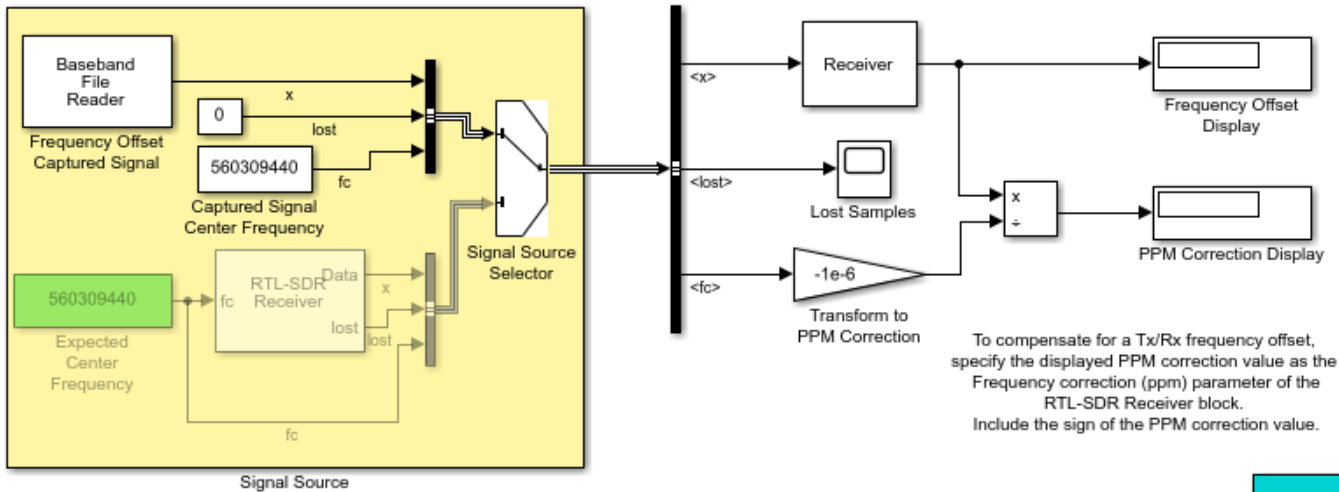 Baseband
File
Reader
x
Frequency Offset
Captured Signal
0
lost
560309440
fc
Captured Signal
Center Frequency
Signal Source
Selector
560309440
Expected
Center
Frequency
fc
RTL-SDR
Receiver
Data
lost
x
lost
fc
Signal Source
<x>
<lost>
<fc>
Receiver
Lost Samples
-1e-6
Transform to
PPM Correction
x
÷
Frequency Offset
Display
PPM Correction Display
To compensate for a Tx/Rx frequency offset,
specify the displayed PPM correction value as the
Frequency correction (ppm) parameter of the
RTL-SDR Receiver block.
Include the sign of the PPM correction value.